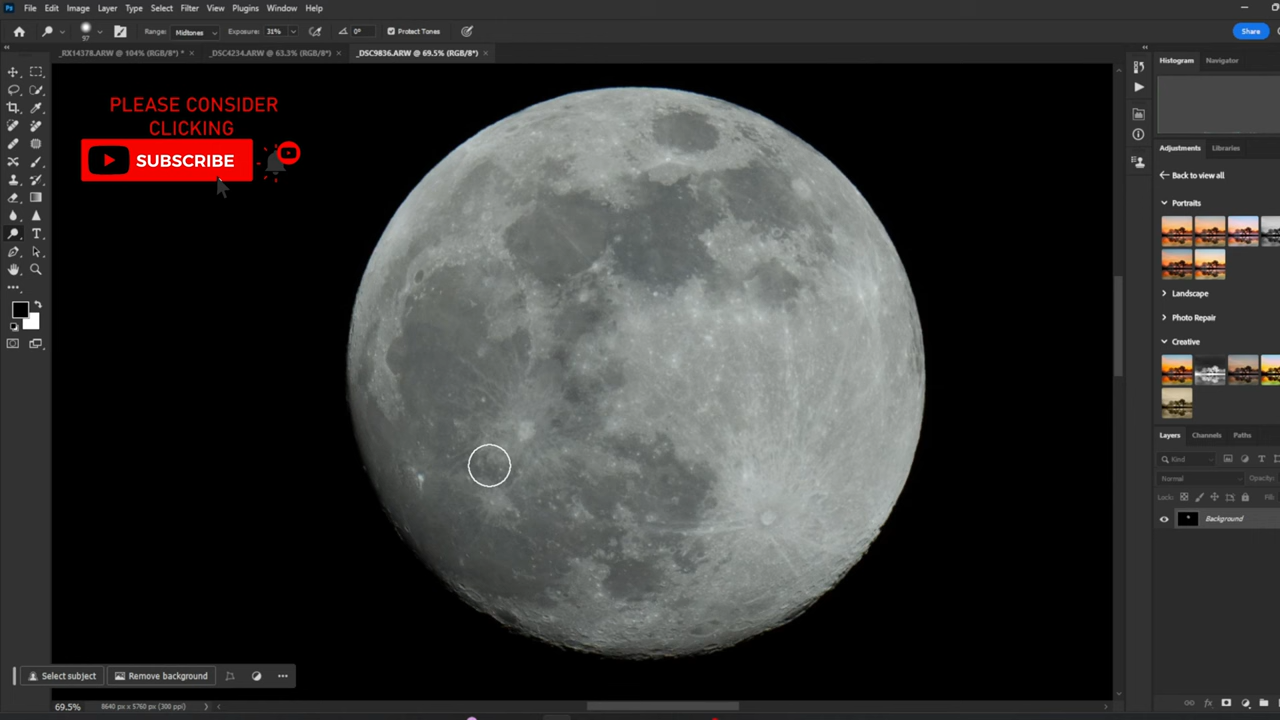 File Edit Image Layer Type Select Filter View Plugins Window Help
57 Range: Midtones Exposure: 31% 0° Protect Tones Share
_RX14378.ARW @ 104% (RGB/8*) * × _DSC4234.ARW @ 63.3% (RGB/8*) × _DSC9836.ARW @ 69.5% (RGB/8*) ×
Histogram Navigator
PLEASE CONSIDER
CLICKING
SUBSCRIBE
Adjustments Libraries
Back to view all
Portraits
Landscape
Photo Repair
Creative
Layers Channels Paths
Kind
Normal Opacity:
Lock: Fill:
Background
Select subject Remove background
69.5% 8640 px x 5760 px (300 ppi)